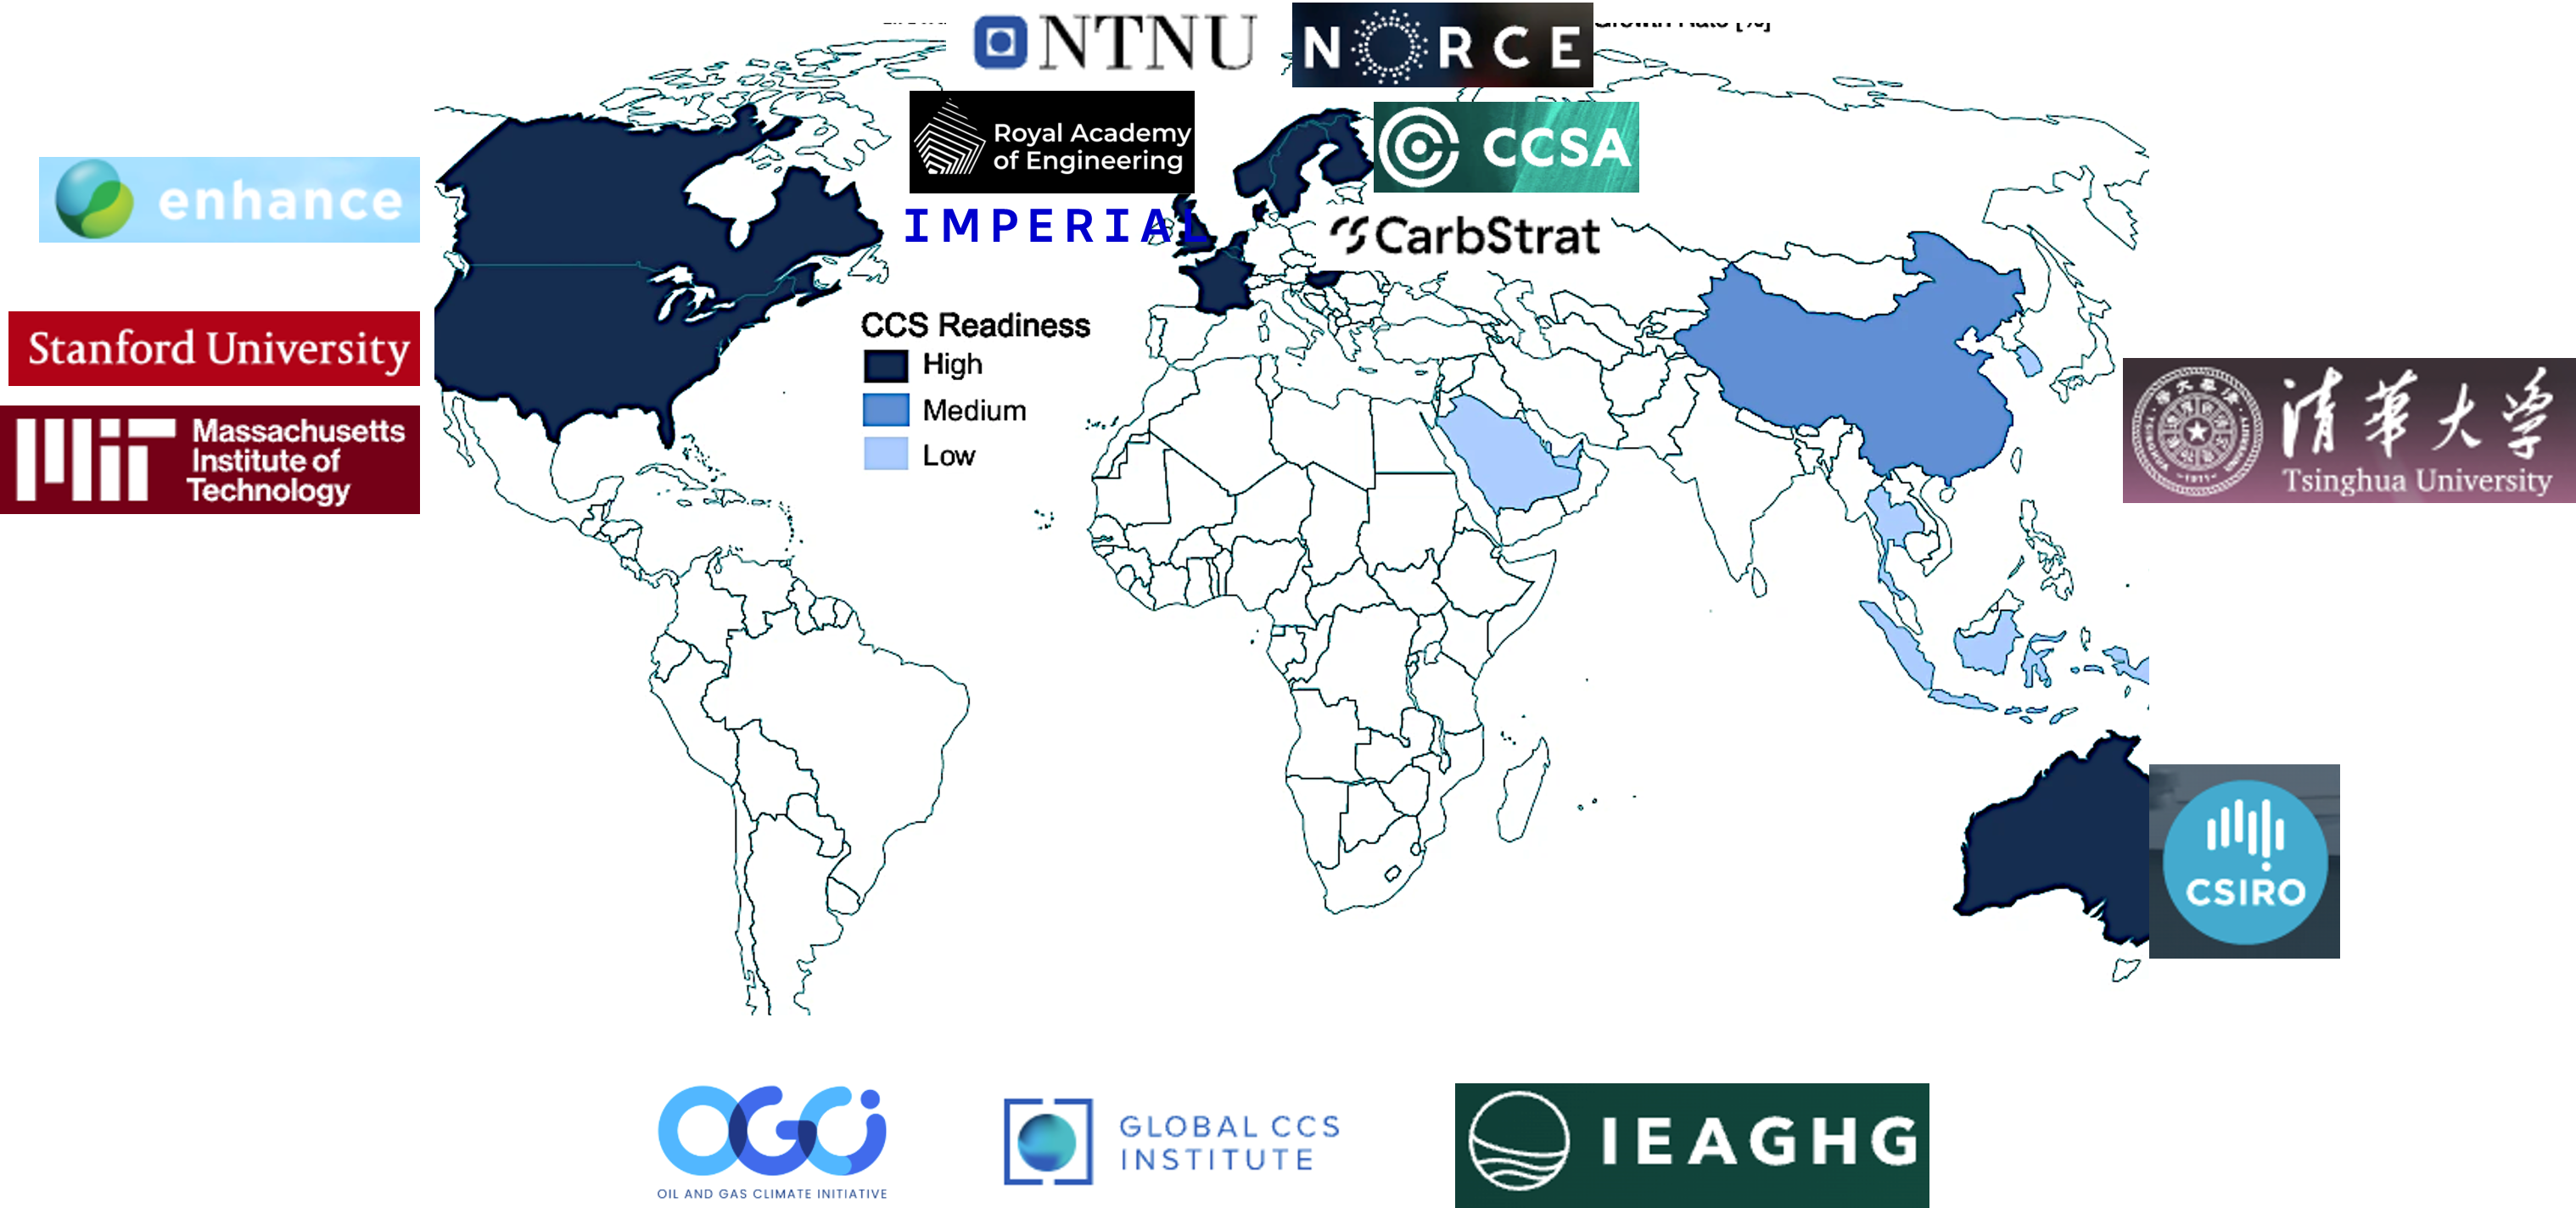 NTNU
NORCE
Growth Rate [%]
Royal Academy
of Engineering
CCSA
enhance
IMPERIAL
CarbStrat
Stanford University
CCS Readiness
High
Medium
Low
Massachusetts
Institute of
Technology
清華大学
Tsinghua University
CSIRO
OGCi
OIL AND GAS CLIMATE INITIATIVE
GLOBAL CCS
INSTITUTE
IEAGHG